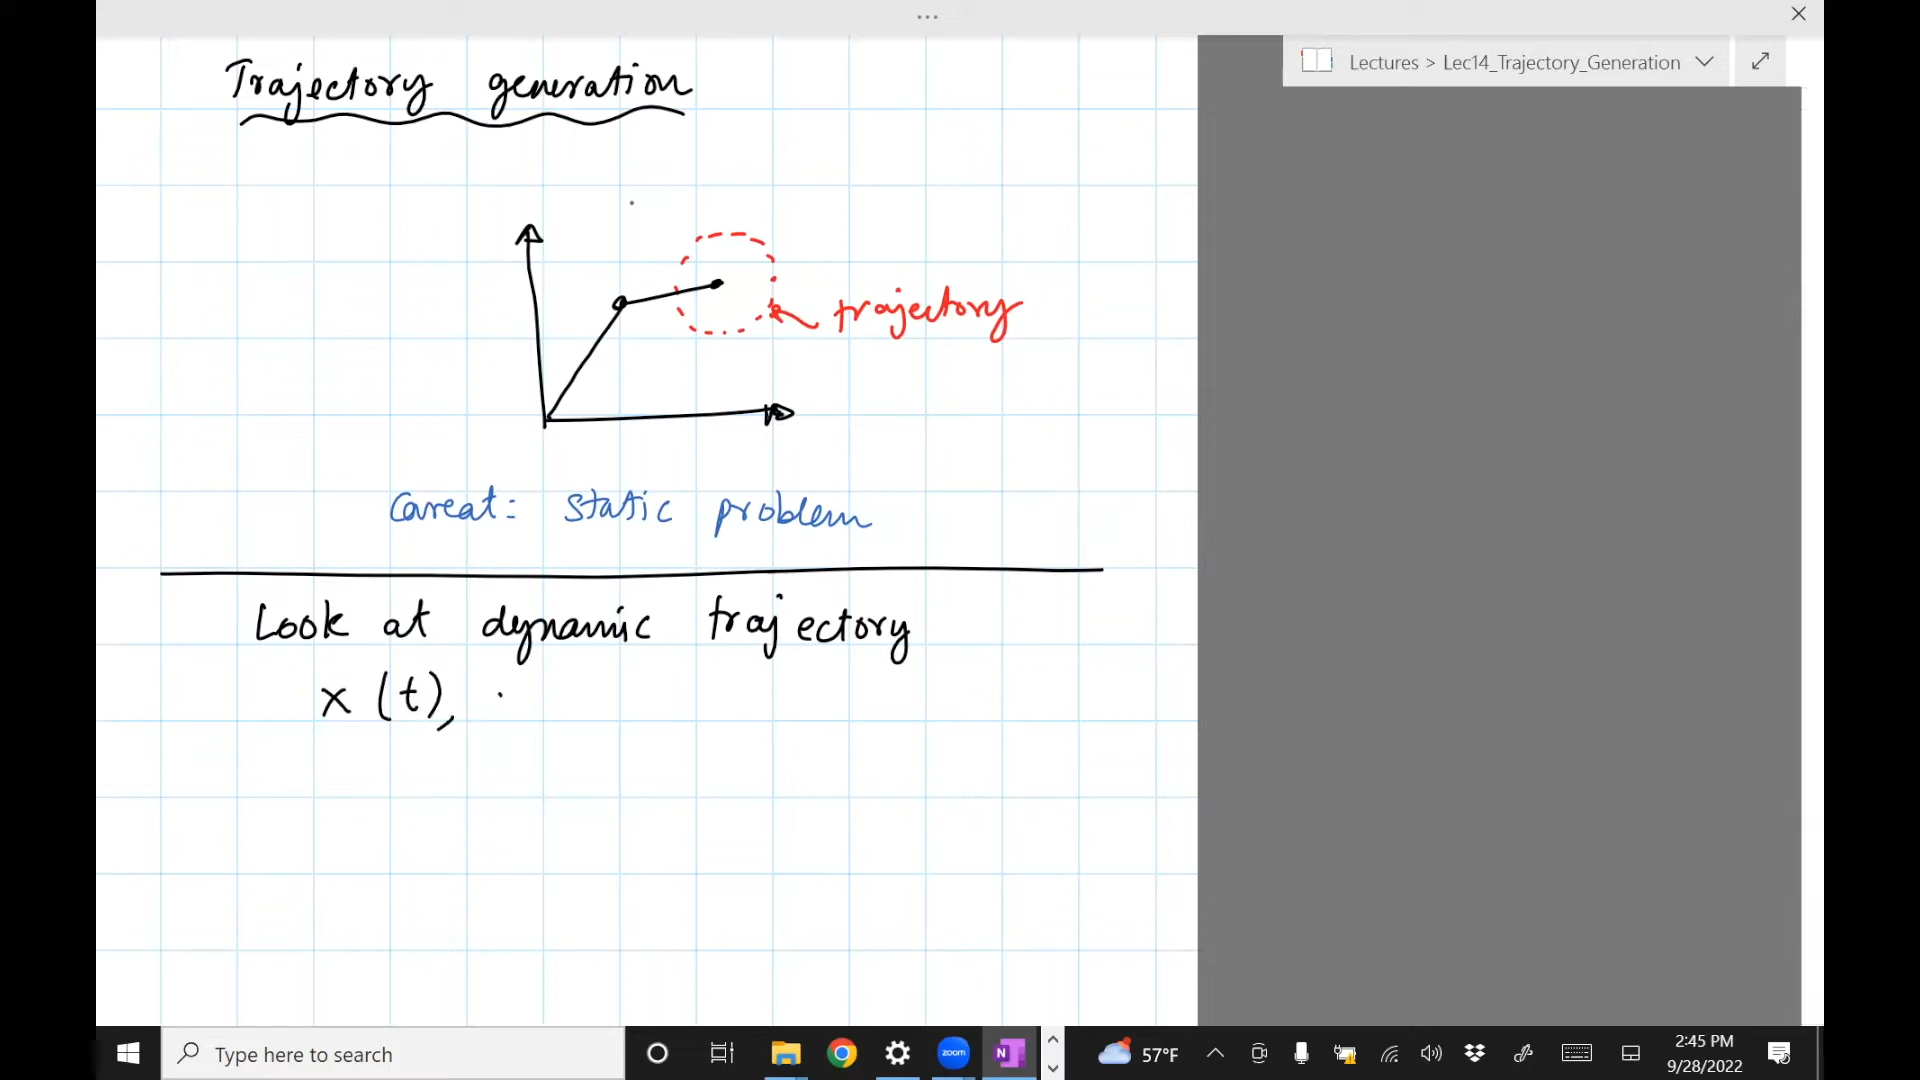 Lectures > Lec14_Trajectory_Generation
Trajectory generation
trajectory
Caveat: static problem
Look at dynamic trajectory
x (t),
Type here to search
zoom
N
57°F
2:45 PM
9/28/2022